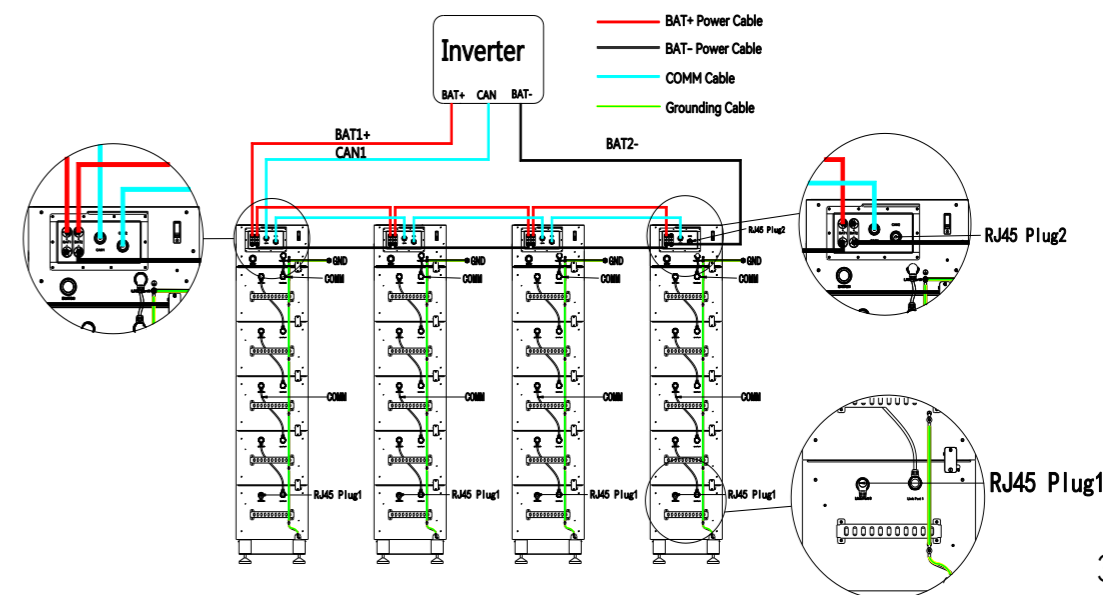 BAT+ Power Cable
BAT- Power Cable
COMM Cable
Grounding Cable
Inverter
BAT+ CAN BAT-
BAT1+
CAN1
BAT2-
RJ45 Plug2
RJ45 Plug2
GND
GND
GND
GND
COMM
COMM
COMM
COMM
COMM
COMM
COMM
COMM
RJ45 Plug1
RJ45 Plug1
RJ45 Plug1
RJ45 Plug1
RJ45 Plug1